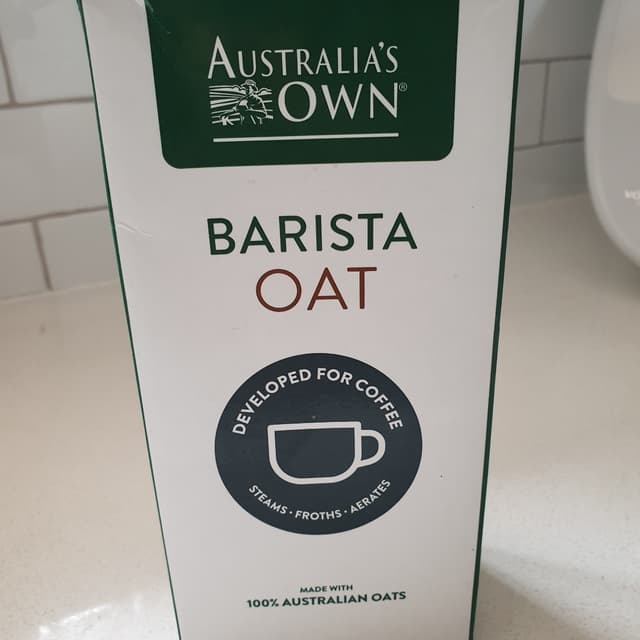 AUSTRALIA'S
OWN®
BARISTA
OAT
DEVELOPED FOR COFFEE
STEAMS · FROTHS · AERATES
MADE WITH
100% AUSTRALIAN OATS